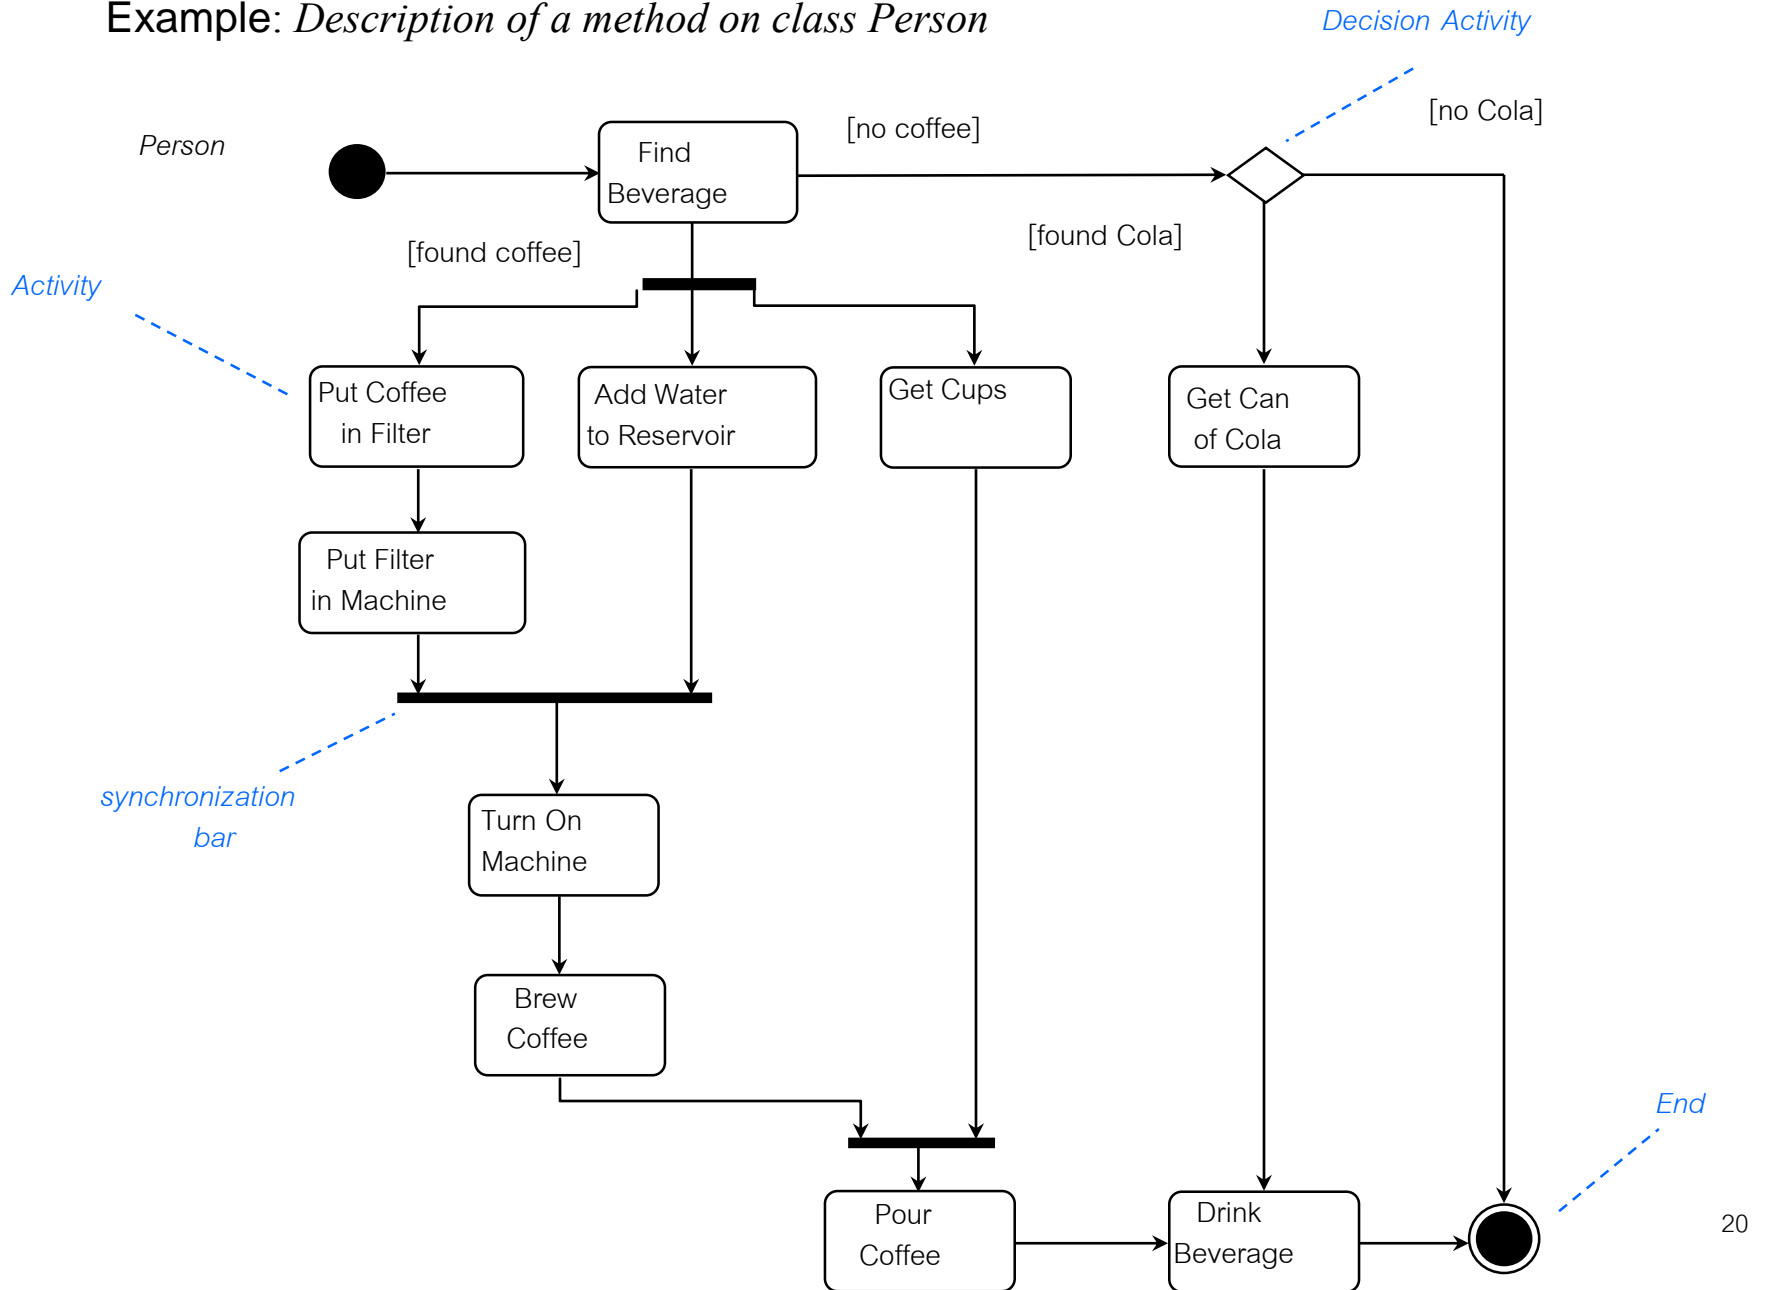 Example: Description of a method on class Person
Decision Activity
[no Cola]
[no coffee]
Person
Find
Beverage
[found Cola]
[found coffee]
Activity
Put Coffee
in Filter
Add Water
to Reservoir
Get Cups
Get Can
of Cola
Put Filter
in Machine
synchronization
bar
Turn On
Machine
Brew
Coffee
End
Pour
Coffee
Drink
Beverage
20